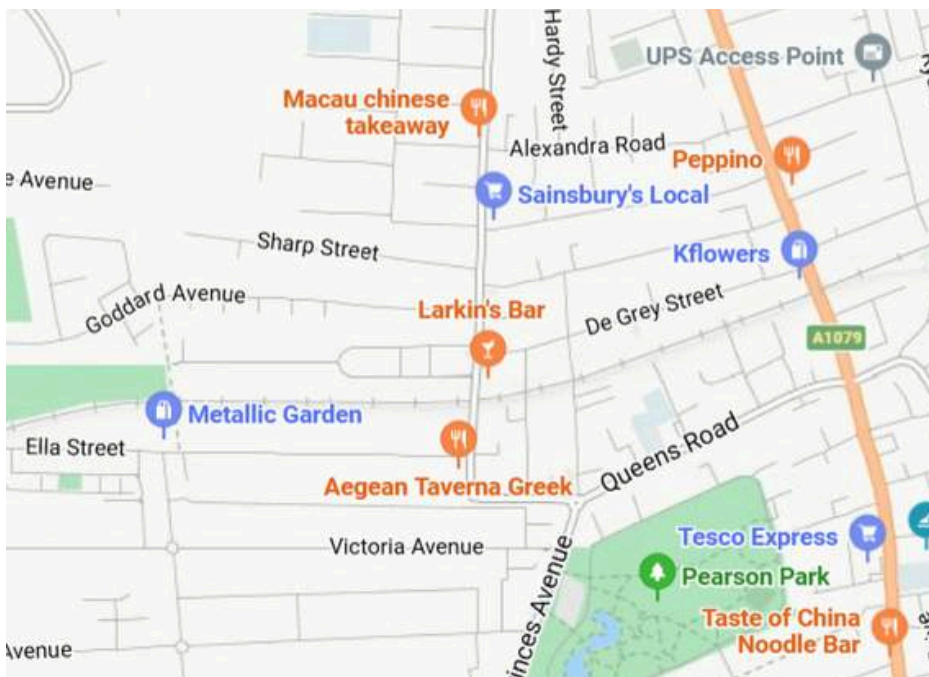 Hardy Street
UPS Access Point
Macau chinese
takeaway
Alexandra Road
Peppino
e Avenue
Sainsbury's Local
Sharp Street
Kflowers
Goddard Avenue
De Grey Street
Larkin's Bar
A1079
Metallic Garden
Ella Street
Queens Road
Aegean Taverna Greek
Victoria Avenue
Tesco Express
inces Avenue
Pearson Park
Taste of China
Noodle Bar
Avenue